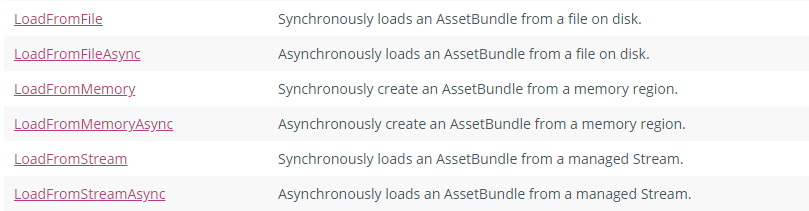 LoadFromFile Synchronously loads an AssetBundle from a file on disk.
LoadFromFileAsync Asynchronously loads an AssetBundle from a file on disk.
LoadFromMemory Synchronously create an AssetBundle from a memory region.
LoadFromMemoryAsync Asynchronously create an AssetBundle from a memory region.
LoadFromStream Synchronously loads an AssetBundle from a managed Stream.
LoadFromStreamAsync Asynchronously loads an AssetBundle from a managed Stream.